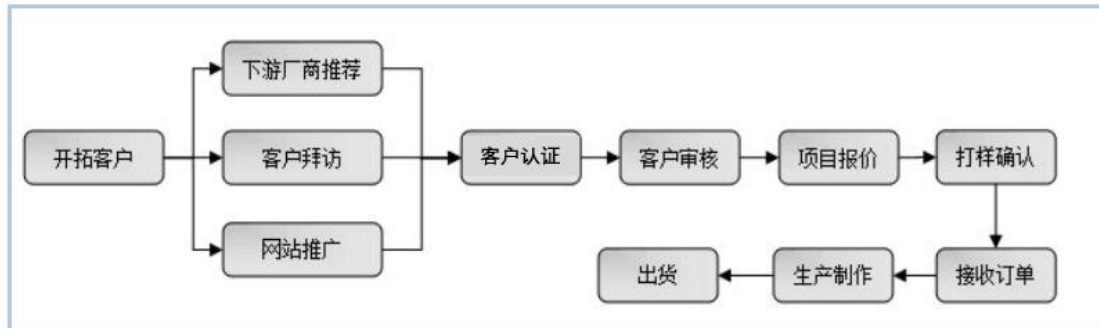 开拓客户
下游厂商推荐
客户拜访
网站推广
客户认证
客户审核
项目报价
打样确认
接收订单
生产制作
出货